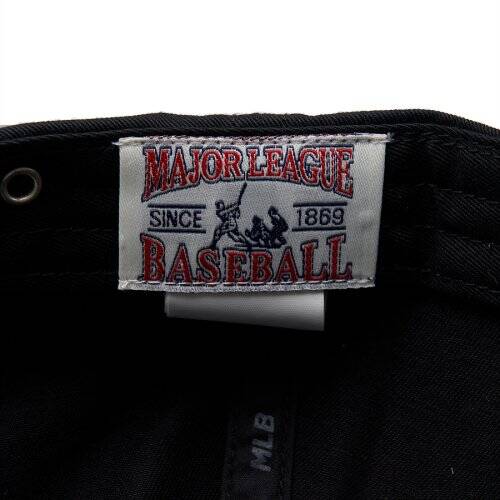 MAJOR LEAGUE
SINCE 1869
BASEBALL
MLB